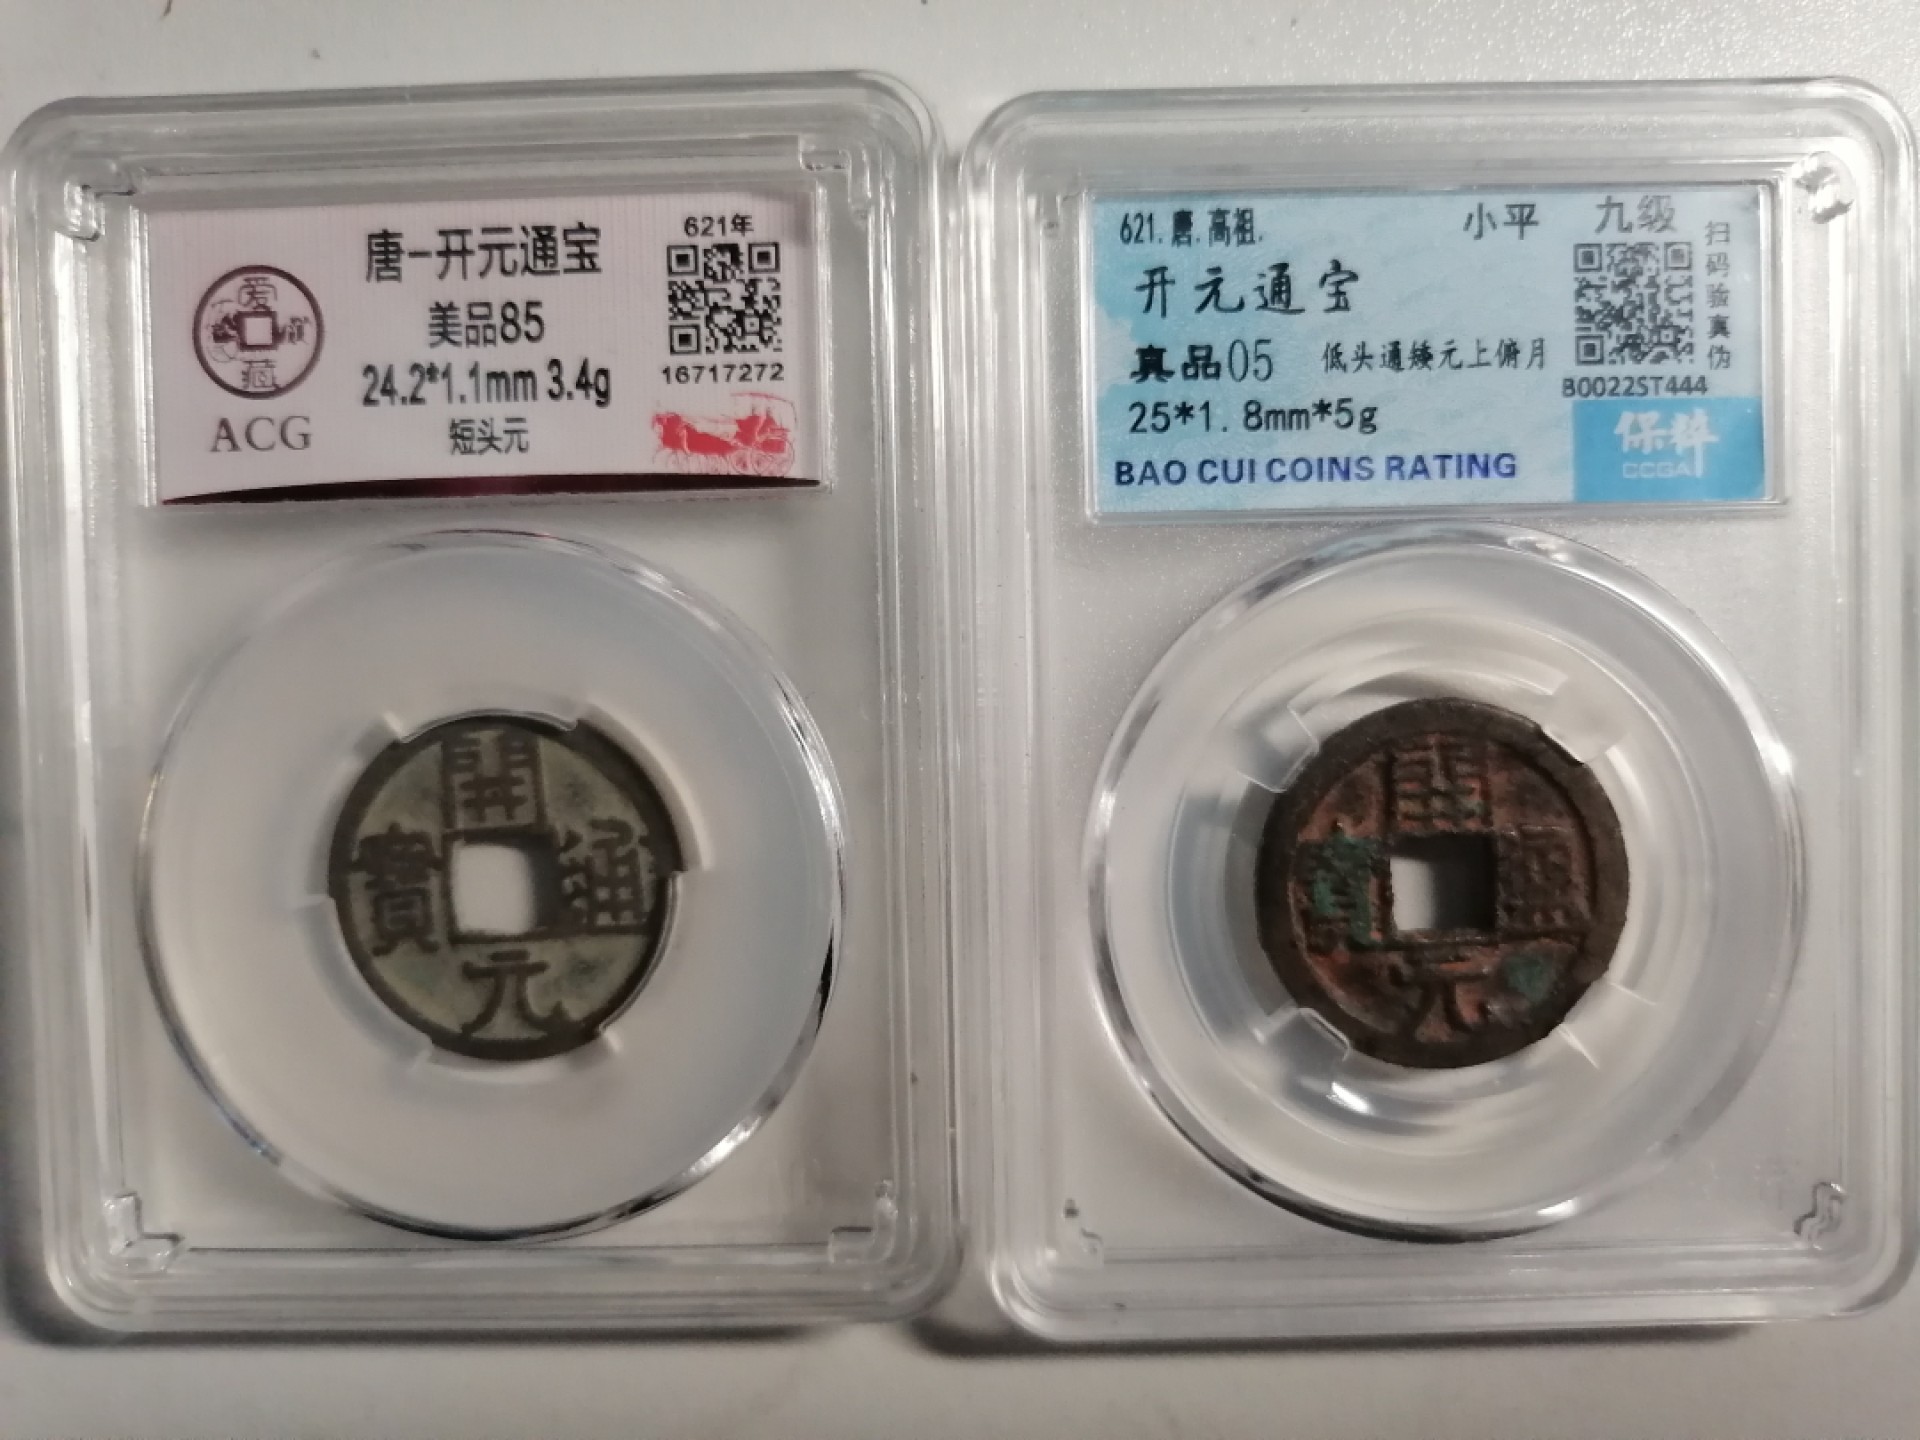 唐-开元通宝
621年
美品85
24.2*1.1mm 3.4g
16717272
短头元
爱
藏
ACG
開
通
元
寶
621.唐.高祖.
小平
九级
开元通宝
扫码验真伪
真品05
低头通矮元上俯月
B0022ST444
25*1.8mm*5g
BAO CUI COINS RATING
保粹
CCGA
開
通
元
寶